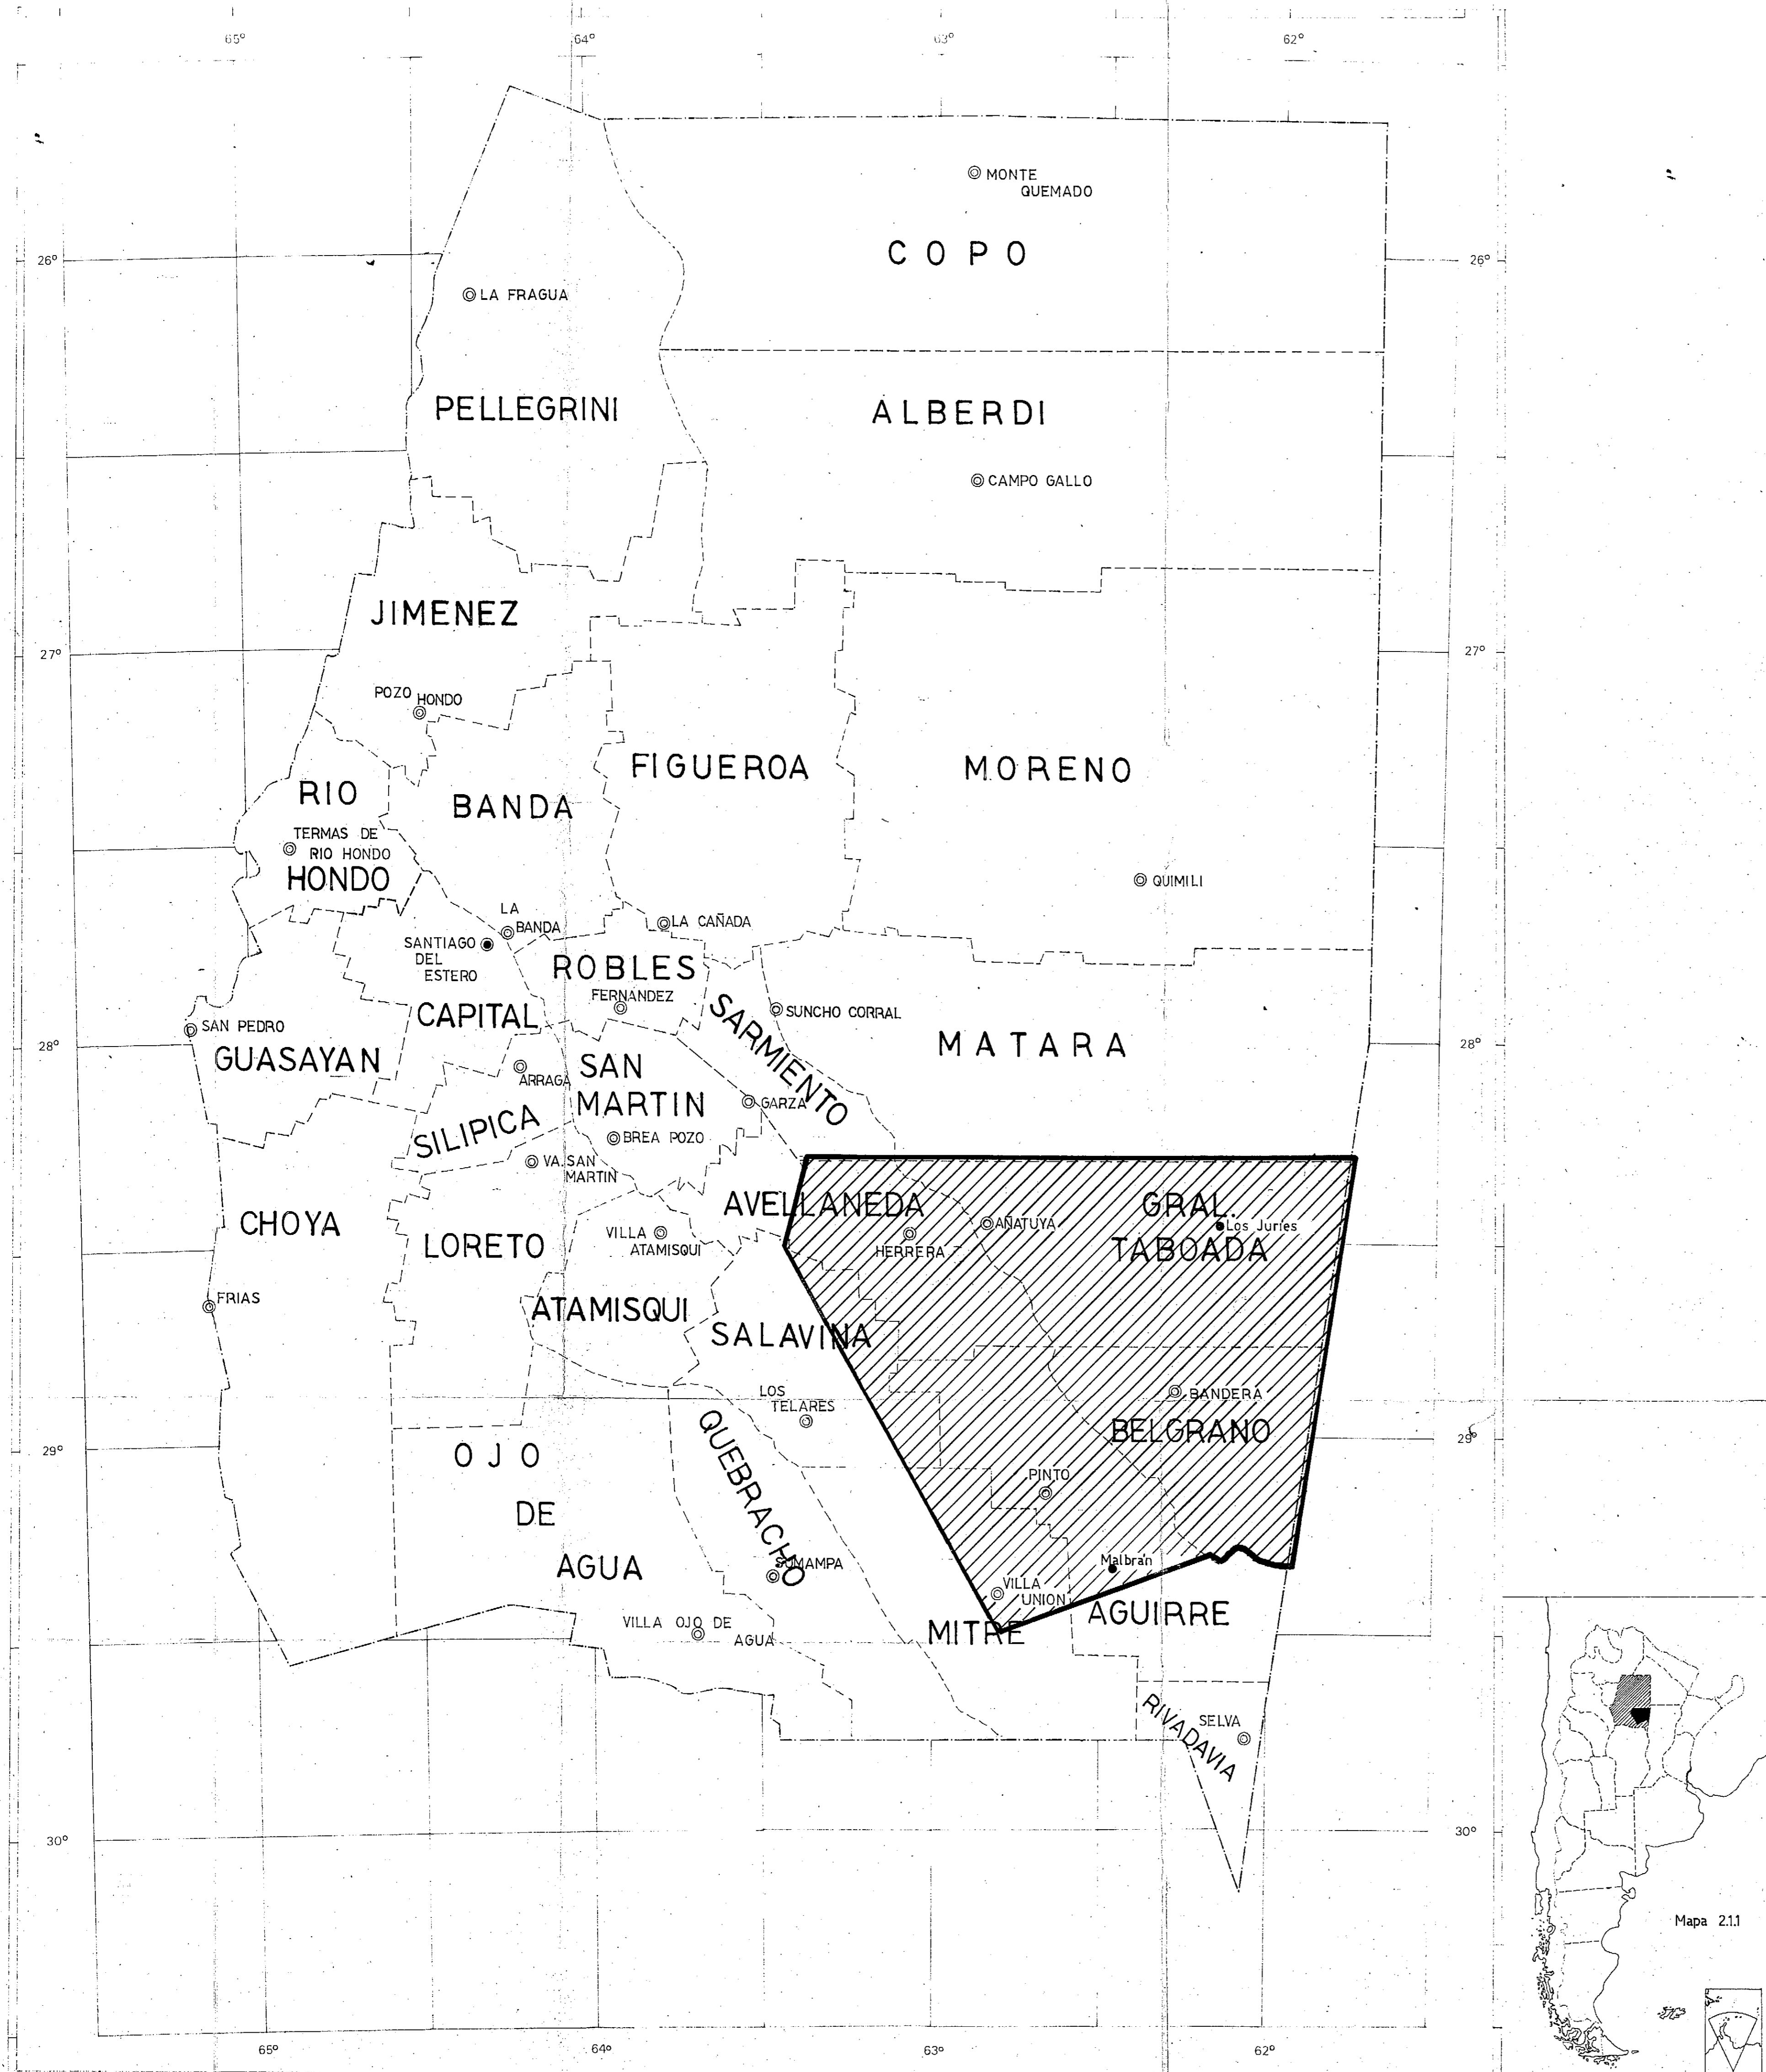 65° 64° 63° 62°
MONTE
QUEMADO
COPO
26° 26°
LA FRAGUA
PELLEGRINI
ALBERDI
CAMPO GALLO
JIMENEZ
27° 27°
POZO HONDO
FIGUEROA
MORENO
RIO
BANDA
TERMAS DE
RIO HONDO
HONDO
QUIMILI
LA
BANDA
LA CAÑADA
SANTIAGO
DEL
ESTERO
ROBLES
FERNANDEZ
CAPITAL
SARMIENTO
SUNCHO CORRAL
SAN PEDRO
28° 28°
GUASAYAN
MATARA
SAN
ARRAGA
MARTIN
GARZA
SILIPICA
BREA POZO
VA. SAN
MARTIN
AVELLANEDA
GRAL.
CHOYA
AÑATUYA
Los Juries
VILLA
ATAMISQUI
LORETO
HERRERA
TABOADA
FRIAS
ATAMISQUI
SALAVINA
LOS
TELARES
BANDERA
QUEBRACHO
BELGRANO
29° 29°
OJO
PINTO
DE
AGUA
SUMAMPA
Malbrán
VILLA
UNION
VILLA OJO DE
AGUA
MITRE
AGUIRRE
RIVADAVIA
SELVA
30° 30°
Mapa 2.1.1
65° 64° 63° 62°